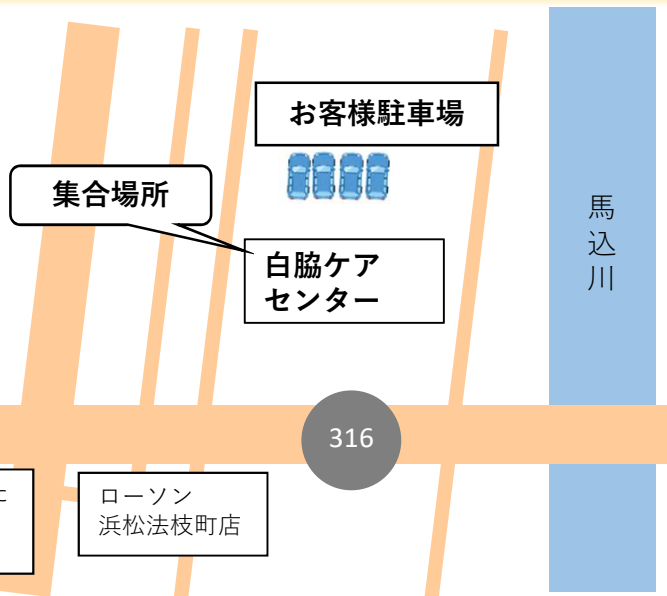 お客様駐車場
集合場所
白脇ケア
センター
馬込川
316
ローソン
浜松法枝町店